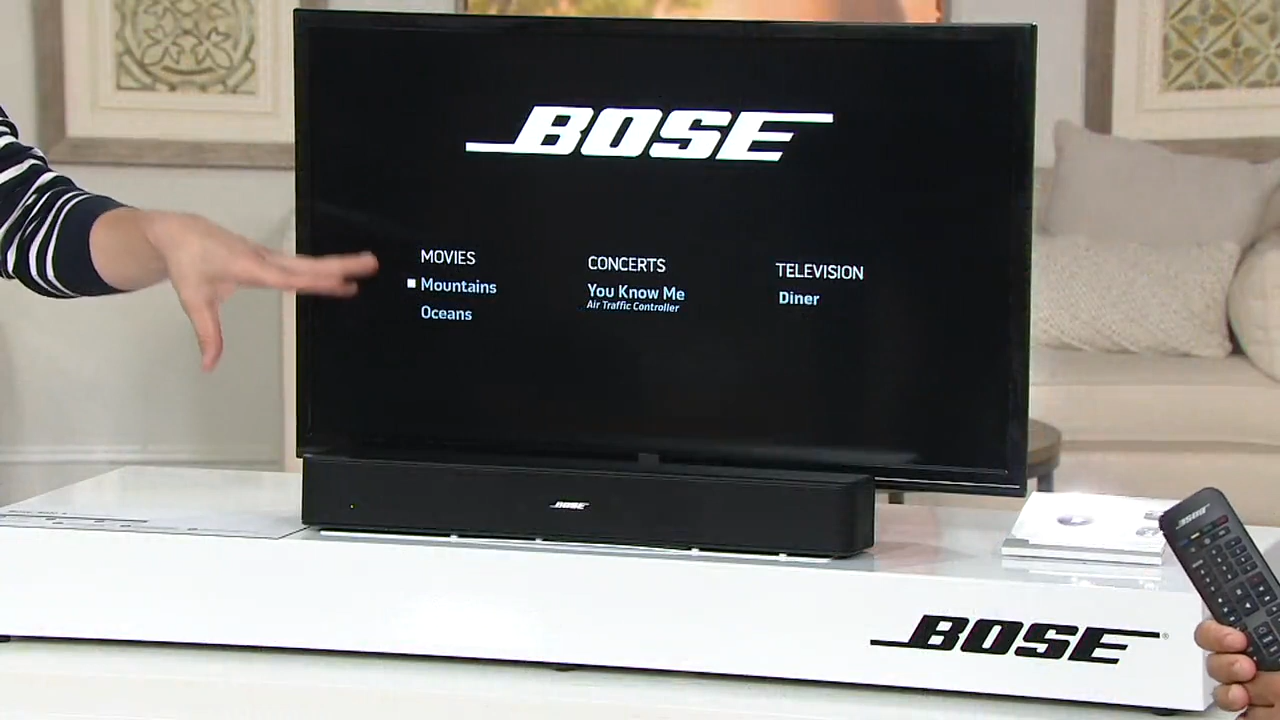 BOSE
MOVIES
Mountains
Oceans
CONCERTS
You Know Me
Air Traffic Controller
TELEVISION
Diner
BOSE
BOSE
BOSE®